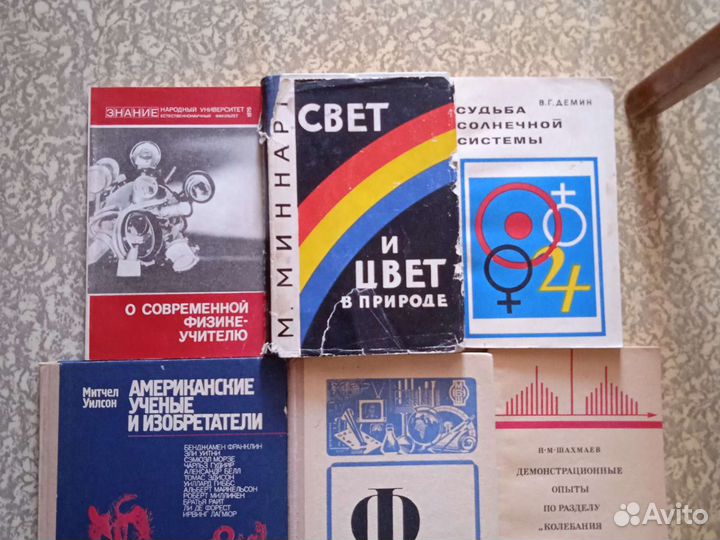 ЗНАНИЕ
НАРОДНЫЙ УНИВЕРСИТЕТ
ЕСТЕСТВЕННОНАУЧНЫЙ ФАКУЛЬТЕТ
1975
О СОВРЕМЕННОЙ
ФИЗИКЕ-
УЧИТЕЛЮ
М. МИННАРТ
СВЕТ
И
ЦВЕТ
В ПРИРОДЕ
В.Г. ДЕМИН
СУДЬБА
СОЛНЕЧНОЙ
СИСТЕМЫ
Митчел
Уилсон
АМЕРИКАНСКИЕ
УЧЕНЫЕ
И ИЗОБРЕТАТЕЛИ
БЕНДЖАМЕН ФРАНКЛИН
ЭЛИ УИТНИ
СЭМЮЭЛ МОРЗЕ
ЧАРЛЬЗ ГУДИЙР
АЛЕКСАНДР БЕЛЛ
ТОМАС ЭДИСОН
УИЛЛАРД ГИББС
АЛЬБЕРТ МАЙКЕЛЬСОН
РОБЕРТ МИЛЛИКЕН
БРАТЬЯ РАЙТ
ЛИ ДЕ ФОРЕСТ
ИРВИНГ ЛАГМЮР
Ф
Н·М·ШАХМАЕВ
ДЕМОНСТРАЦИОННЫЕ
ОПЫТЫ
ПО РАЗДЕЛУ
„КОЛЕБАНИЯ
Avito